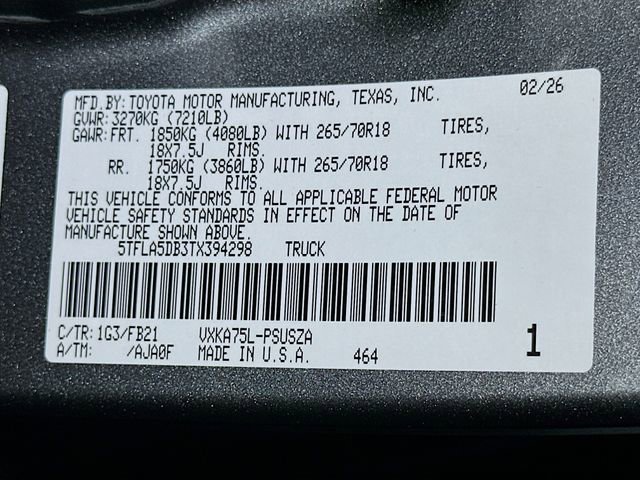 MFD.BY:TOYOTA MOTOR MANUFACTURING, TEXAS, INC. 02/26
GVWR:3270KG (7210LB)
GAWR:FRT. 1850KG (4080LB) WITH 265/70R18 TIRES,
18X7.5J RIMS.
RR. 1750KG (3860LB) WITH 265/70R18 TIRES,
18X7.5J RIMS.
THIS VEHICLE CONFORMS TO ALL APPLICABLE FEDERAL MOTOR
VEHICLE SAFETY STANDARDS IN EFFECT ON THE DATE OF
MANUFACTURE SHOWN ABOVE.
5TFLA5DB3TX394298 TRUCK
C/TR:1G3/FB21 VXKA75L-PSUSZA
A/TM: /AJA0F MADE IN U.S.A. 464 1